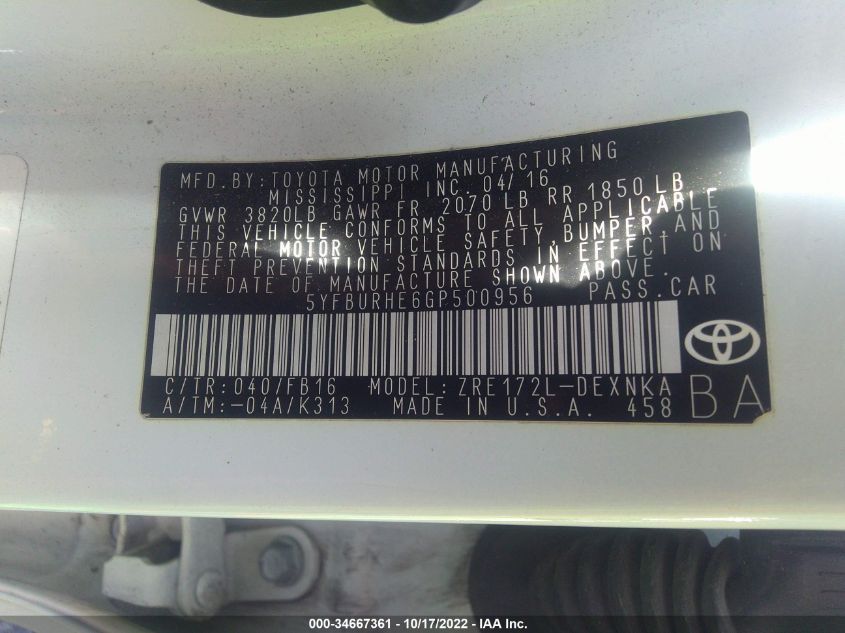 MFD. BY: TOYOTA MOTOR MANUFACTURING
MISSISSIPPI INC. 04/16
GVWR 3820LB GAWR FR. 2070 LB RR 1850 LB
THIS VEHICLE CONFORMS TO ALL APPLICABLE
FEDERAL MOTOR VEHICLE SAFETY, BUMPER, AND
THEFT PREVENTION STANDARDS IN EFFECT ON
THE DATE OF MANUFACTURE SHOWN ABOVE.
5YFBURHE6GP500956 PASS. CAR
C/TR: 040/FB16 MODEL: ZRE172L-DEXNKA
A/TM: -04A/K313 MADE IN U.S.A. 458
BA
000-34667361 - 10/17/2022 - IAA Inc.